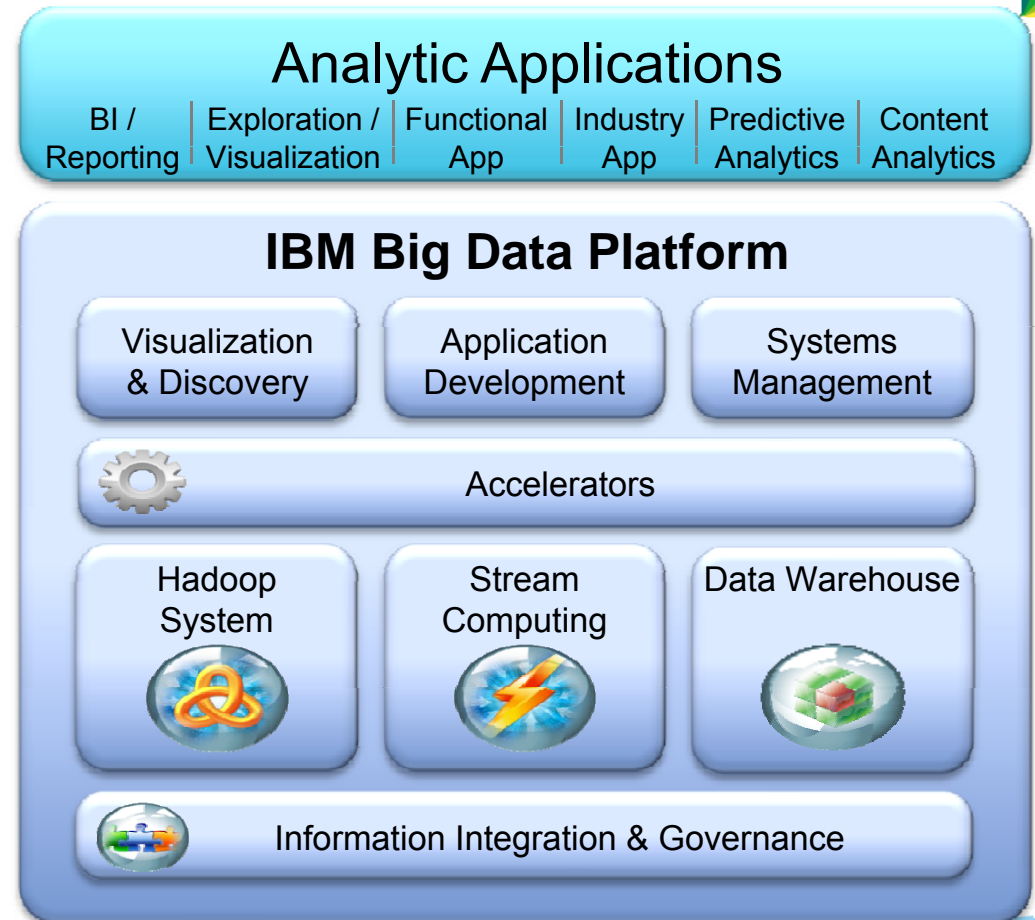 Analytic Applications
BI / Reporting
Exploration / Visualization
Functional App
Industry App
Predictive Analytics
Content Analytics
IBM Big Data Platform
Visualization
& Discovery
Application
Development
Systems
Management
Accelerators
Hadoop
System
Stream
Computing
Data Warehouse
Information Integration & Governance